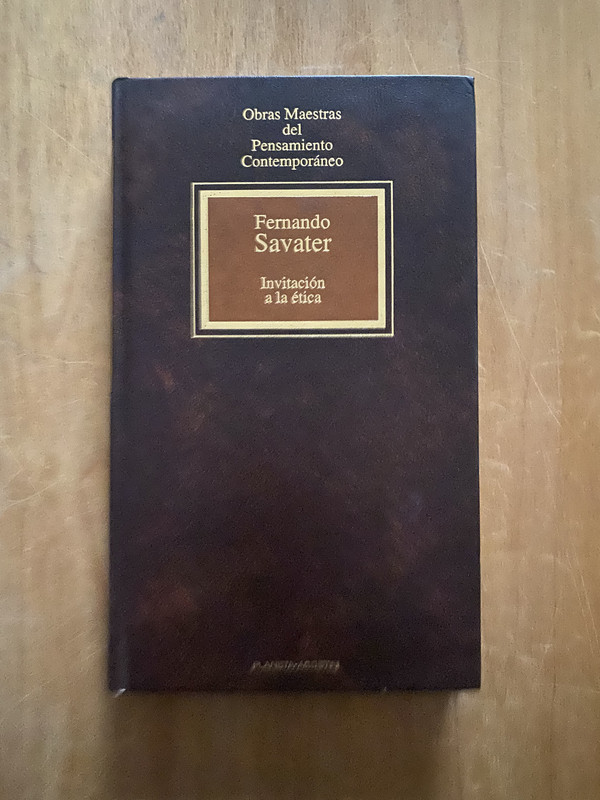 Obras Maestras
del
Pensamiento
Contemporáneo
Fernando
Savater
Invitación
a la ética
PLANETA-AGOSTINI